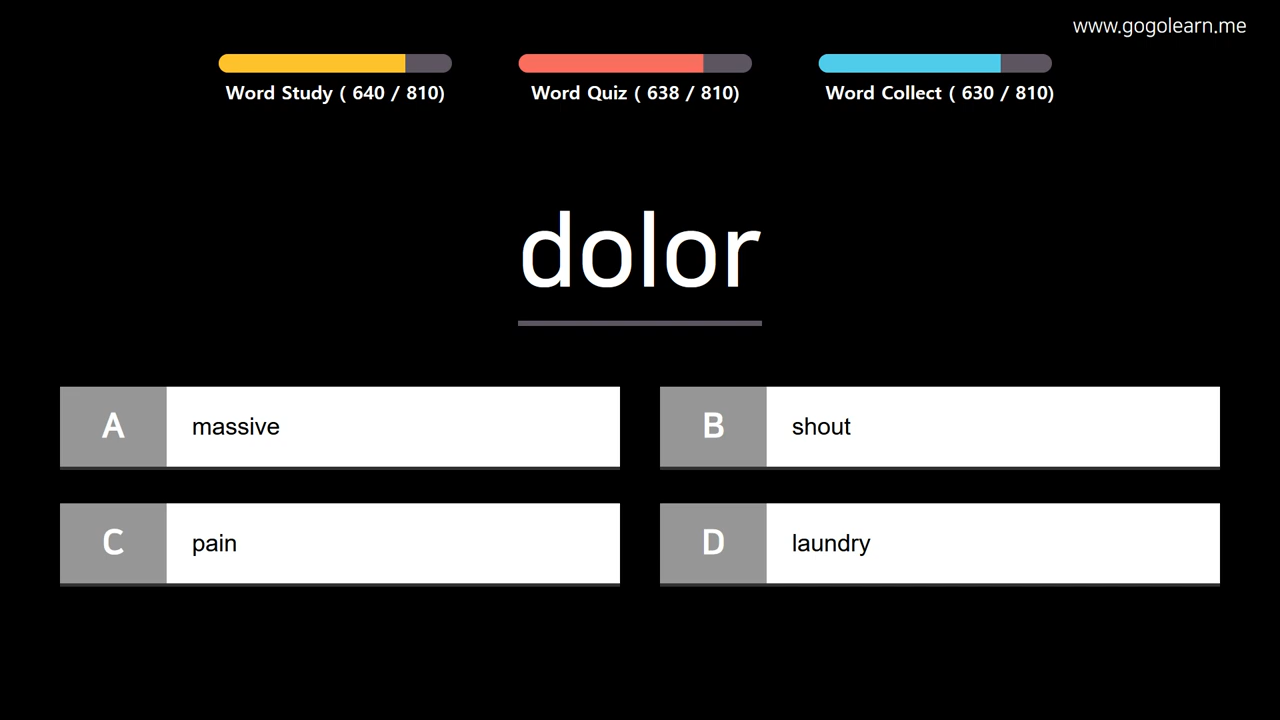 www.gogolearn.me
Word Study ( 640 / 810)
Word Quiz ( 638 / 810)
Word Collect ( 630 / 810)
dolor
A massive
B shout
C pain
D laundry